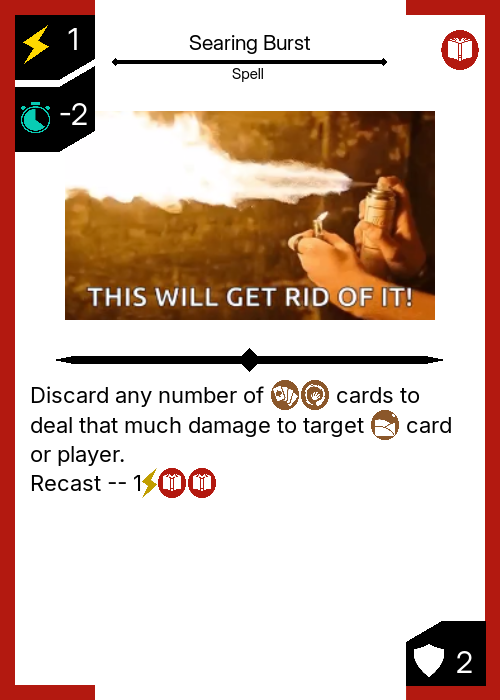 1
Searing Burst
Spell
-2
THIS WILL GET RID OF IT!
Discard any number of cards to
deal that much damage to target card
or player.
Recast -- 1
2